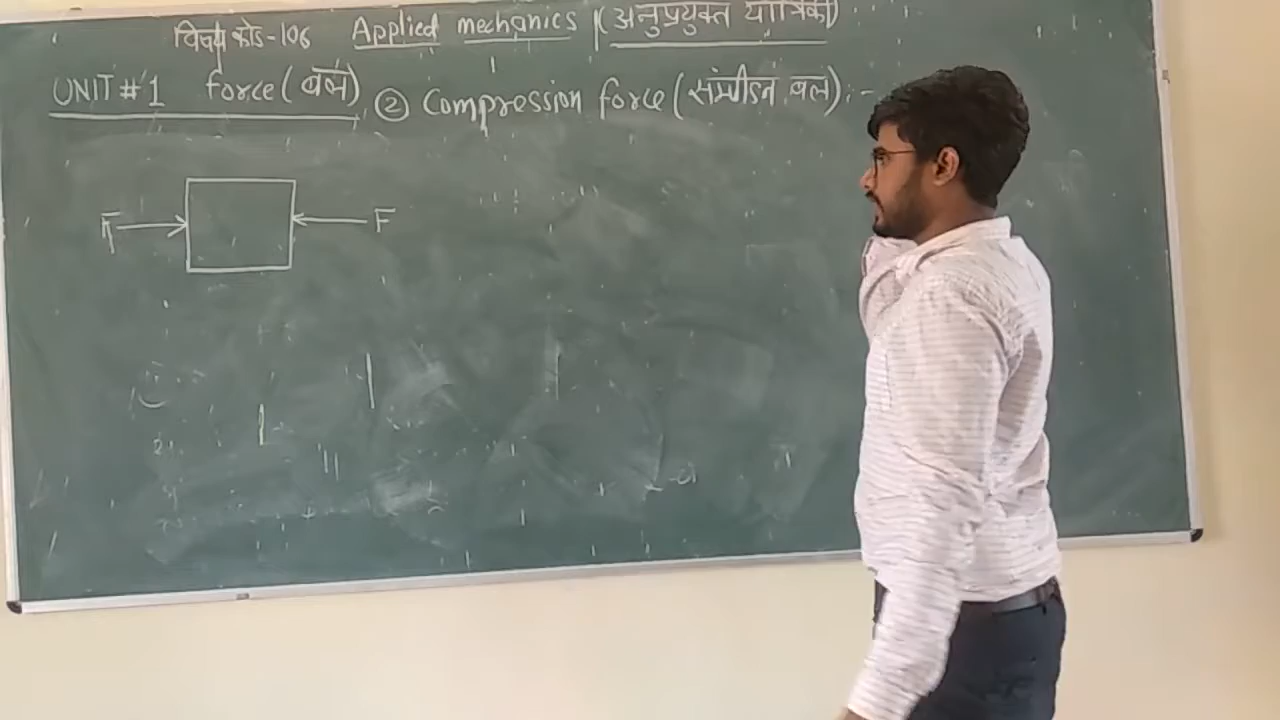 विषय कोड-106 Applied mechanics (अनुप्रयुक्त यांत्रिकी)
UNIT #1 force (बल) ② Compression force (संपीडन बल) :-
F F